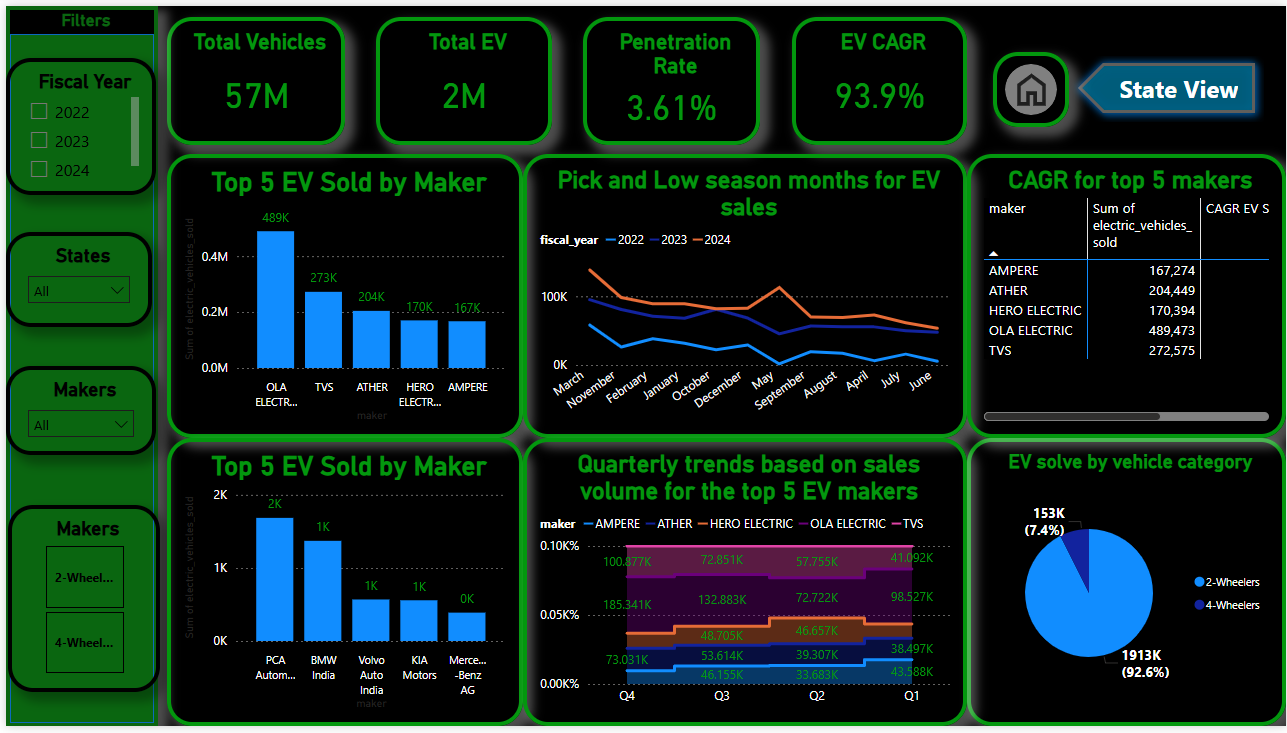 Filters
Fiscal Year
2022
2023
2024
States
All
Makers
All
Makers
2-Wheel...
4-Wheel...
Total Vehicles
57M
Total EV
2M
Penetration
Rate
3.61%
EV CAGR
93.9%
State View
Top 5 EV Sold by Maker
Sum of electric_vehicles_sold
0.4M
0.2M
0.0M
489K
273K
204K
170K
167K
OLA
ELECTR...
TVS
ATHER
HERO
ELECTR...
AMPERE
maker
Pick and Low season months for EV
sales
fiscal_year 2022 2023 2024
100K
0K
March
November
February
January
October
December
May
September
August
April
July
June
CAGR for top 5 makers
maker
Sum of
electric_vehicles_
sold
CAGR EV S
AMPERE 167,274
ATHER 204,449
HERO ELECTRIC 170,394
OLA ELECTRIC 489,473
TVS 272,575
Top 5 EV Sold by Maker
Sum of electric_vehicles_sold
2K
1K
0K
2K
1K
1K
1K
0K
PCA
Autom...
BMW
India
Volvo
Auto
India
KIA
Motors
Merce...
-Benz
AG
maker
Quarterly trends based on sales
volume for the top 5 EV makers
maker AMPERE ATHER HERO ELECTRIC OLA ELECTRIC TVS
0.10K%
0.05K%
0.00K%
100.877K
72.851K
57.755K
41.092K
185.341K
132.883K
72.722K
98.527K
48.705K
46.657K
73.031K
53.614K
39.307K
38.497K
46.155K
33.683K
43.588K
Q4
Q3
Q2
Q1
EV solve by vehicle category
153K
(7.4%)
1913K
(92.6%)
2-Wheelers
4-Wheelers